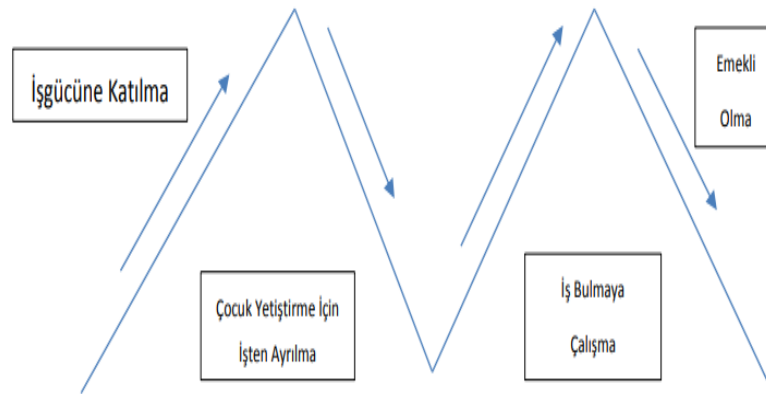 İşgücüne Katılma
Çocuk Yetiştirme İçin
İşten Ayrılma
İş Bulmaya
Çalışma
Emekli
Olma